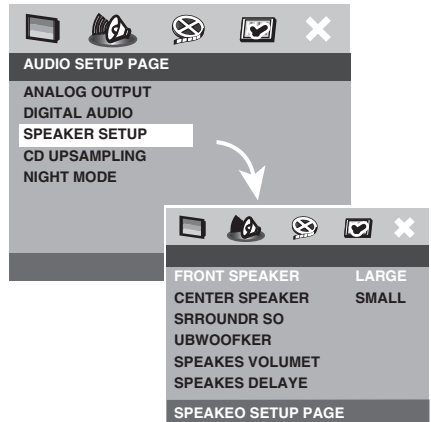 AUDIO SETUP PAGE
ANALOG OUTPUT
DIGITAL AUDIO
SPEAKER SETUP
CD UPSAMPLING
NIGHT MODE
FRONT SPEAKER LARGE
CENTER SPEAKER SMALL
SRROUNDR SO
UBWOOFKER
SPEAKES VOLUMET
SPEAKES DELAYE
SPEAKEO SETUP PAGE